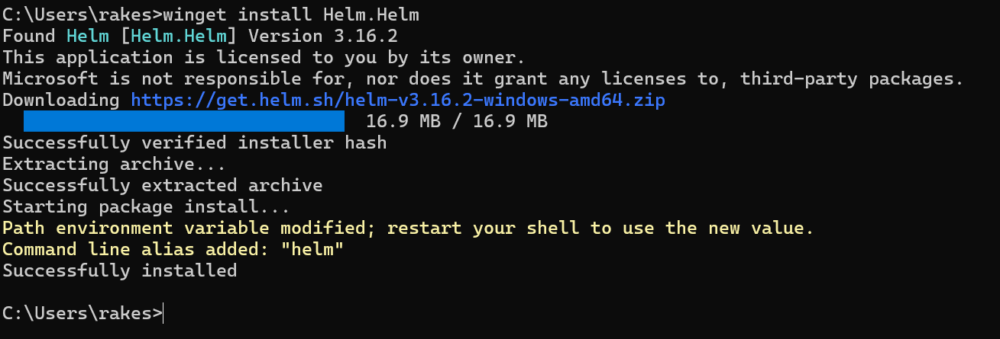 C:\Users\rakes>winget install Helm.Helm
Found Helm [Helm.Helm] Version 3.16.2
This application is licensed to you by its owner.
Microsoft is not responsible for, nor does it grant any licenses to, third-party packages.
Downloading https://get.helm.sh/helm-v3.16.2-windows-amd64.zip
16.9 MB / 16.9 MB
Successfully verified installer hash
Extracting archive...
Successfully extracted archive
Starting package install...
Path environment variable modified; restart your shell to use the new value.
Command line alias added: "helm"
Successfully installed
C:\Users\rakes>